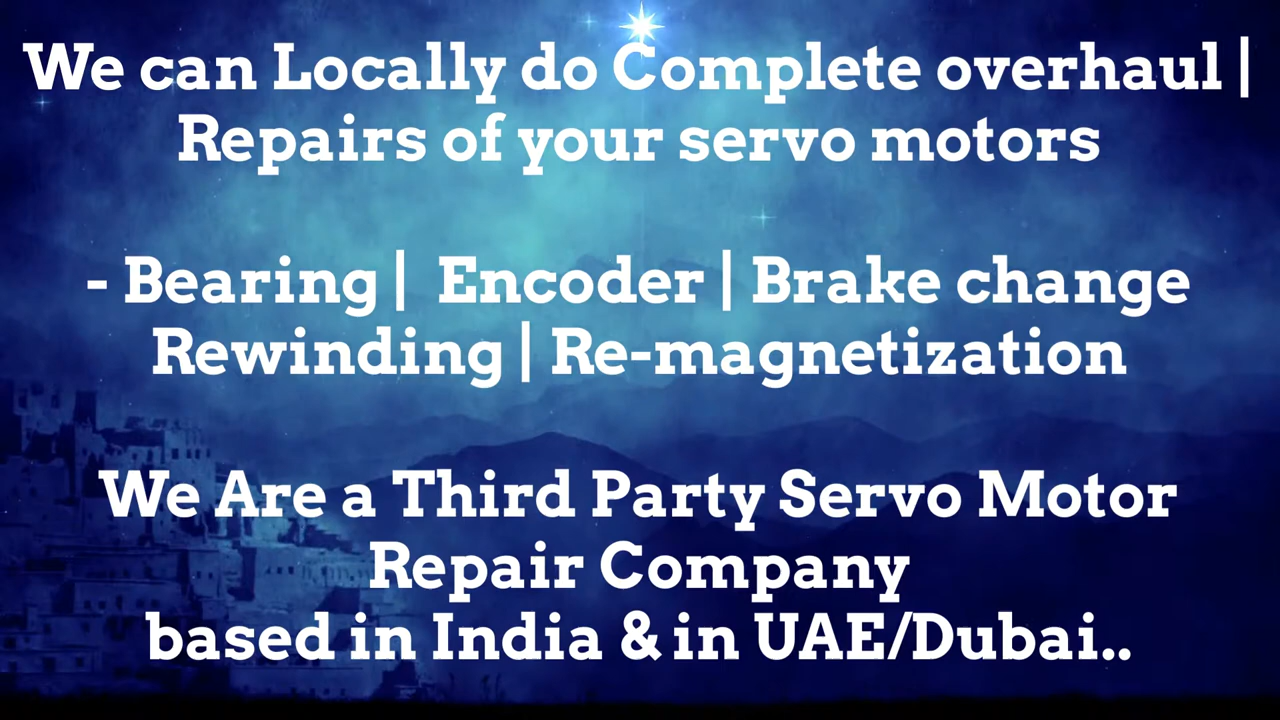 We can Locally do Complete overhaul |
Repairs of your servo motors
- Bearing | Encoder | Brake change
Rewinding | Re-magnetization
We Are a Third Party Servo Motor
Repair Company
based in India & in UAE/Dubai..